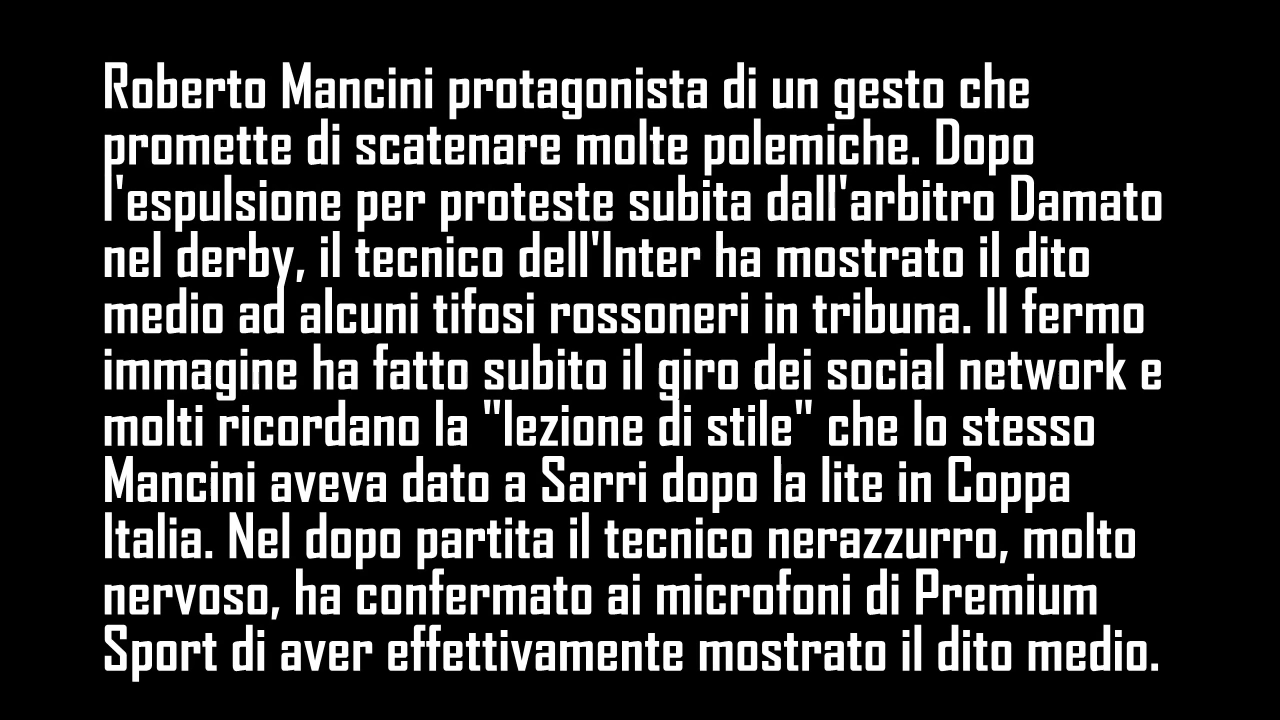 Roberto Mancini protagonista di un gesto che
promette di scatenare molte polemiche. Dopo
l'espulsione per proteste subita dall'arbitro Damato
nel derby, il tecnico dell'Inter ha mostrato il dito
medio ad alcuni tifosi rossoneri in tribuna. Il fermo
immagine ha fatto subito il giro dei social network e
molti ricordano la "lezione di stile" che lo stesso
Mancini aveva dato a Sarri dopo la lite in Coppa
Italia. Nel dopo partita il tecnico nerazzurro, molto
nervoso, ha confermato ai microfoni di Premium
Sport di aver effettivamente mostrato il dito medio.